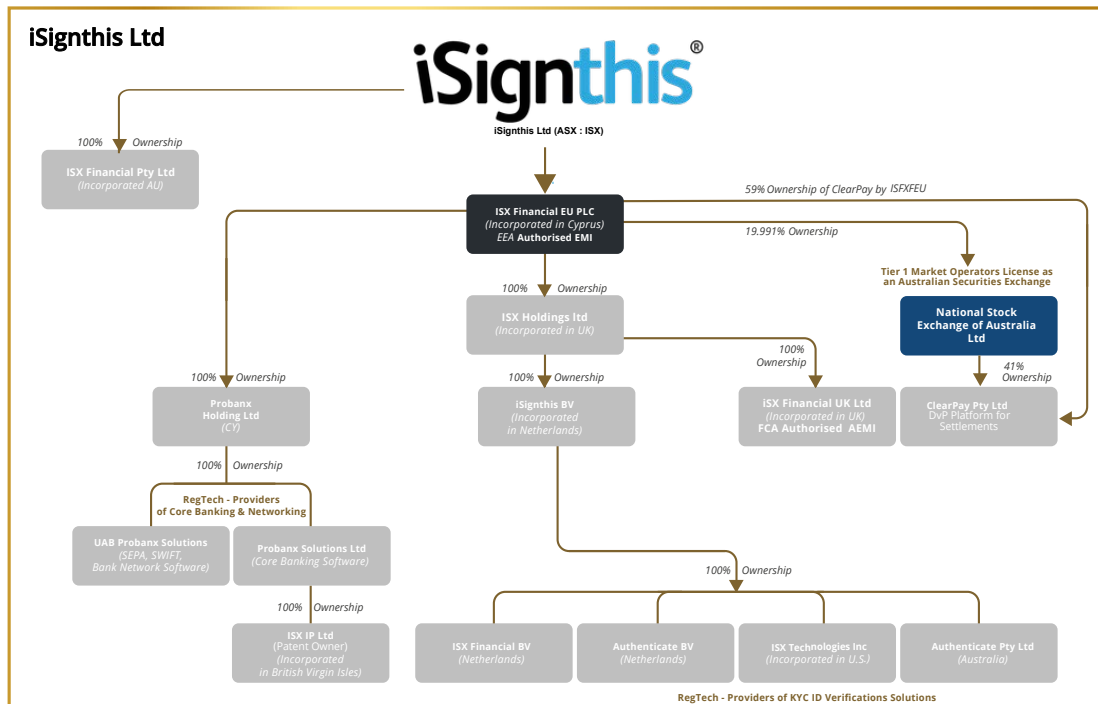 iSignthis Ltd
iSignthis®
iSignthis Ltd (ASX : ISX)
100% Ownership
ISX Financial Pty Ltd
(Incorporated AU)
59% Ownership of ClearPay by ISFXFEU
ISX Financial EU PLC
(Incorporated in Cyprus)
EEA Authorised EMI
19.991% Ownership
Tier 1 Market Operators License as
an Australian Securities Exchange
100% Ownership
ISX Holdings ltd
(Incorporated in UK)
National Stock
Exchange of Australia
Ltd
100%
Ownership
41%
Ownership
100% Ownership
100% Ownership
Probanx
Holding Ltd
(CY)
iSignthis BV
(Incorporated
in Netherlands)
iSX Financial UK Ltd
(Incorporated in UK)
FCA Authorised AEMI
ClearPay Pty Ltd
DvP Platform for
Settlements
100% Ownership
RegTech - Providers
of Core Banking & Networking
UAB Probanx Solutions
(SEPA, SWIFT,
Bank Network Software)
Probanx Solutions Ltd
(Core Banking Software)
100% Ownership
100% Ownership
ISX IP Ltd
(Patent Owner)
(Incorporated
in British Virgin Isles)
ISX Financial BV
(Netherlands)
Authenticate BV
(Netherlands)
ISX Technologies Inc
(Incorporated in U.S.)
Authenticate Pty Ltd
(Australia)
RegTech - Providers of KYC ID Verifications Solutions